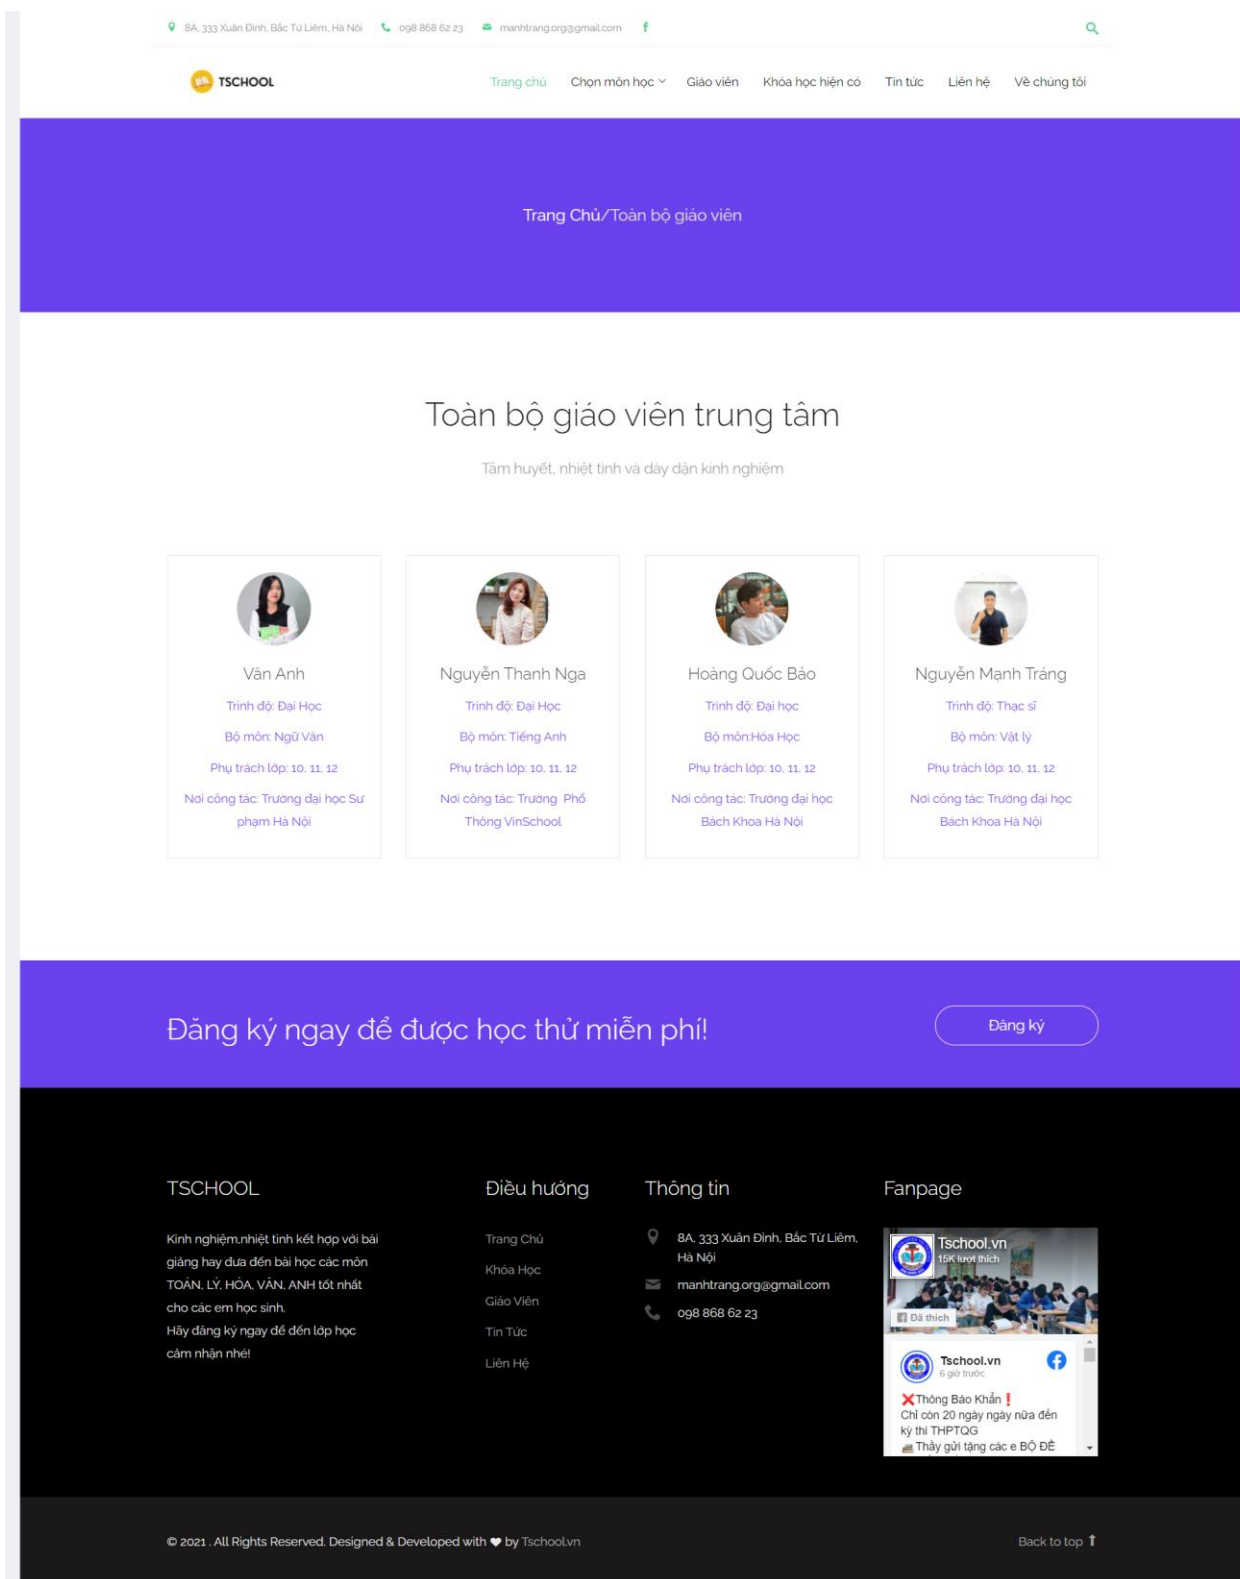 8A, 333 Xuân Đỉnh, Bắc Từ Liêm, Hà Nội 098 868 62 23 manhtrang.org@gmail.com
TSCHOOL Trang chủ Chọn môn học Giáo viên Khóa học hiện có Tin tức Liên hệ Về chúng tôi
Trang Chủ/Toàn bộ giáo viên
Toàn bộ giáo viên trung tâm
Tâm huyết, nhiệt tình và dày dặn kinh nghiệm
Vân Anh
Trình độ: Đại Học
Bộ môn: Ngữ Văn
Phụ trách lớp: 10, 11, 12
Nơi công tác: Trường đại học Sư
phạm Hà Nội
Nguyễn Thanh Nga
Trình độ: Đại Học
Bộ môn: Tiếng Anh
Phụ trách lớp: 10, 11, 12
Nơi công tác: Trường Phổ
Thông VinSchool
Hoàng Quốc Bảo
Trình độ: Đại học
Bộ môn:Hóa Học
Phụ trách lớp: 10, 11, 12
Nơi công tác: Trường đại học
Bách Khoa Hà Nội
Nguyễn Mạnh Tráng
Trình độ: Thạc sĩ
Bộ môn: Vật lý
Phụ trách lớp: 10, 11, 12
Nơi công tác: Trường đại học
Bách Khoa Hà Nội
Đăng ký ngay để được học thử miễn phí!
Đăng ký
TSCHOOL
Kinh nghiệm,nhiệt tình kết hợp với bài
giảng hay đưa đến bài học các môn
TOÁN, LÝ, HÓA, VĂN, ANH tốt nhất
cho các em học sinh.
Hãy đăng ký ngay để đến lớp học
cảm nhận nhé!
Điều hướng
Trang Chủ
Khóa Học
Giáo Viên
Tin Tức
Liên Hệ
Thông tin
8A, 333 Xuân Đỉnh, Bắc Từ Liêm,
Hà Nội
manhtrang.org@gmail.com
098 868 62 23
Fanpage
Tschool.vn
15K lượt thích
Đã thích
Tschool.vn
6 giờ trước
❌Thông Báo Khẩn❗
Chỉ còn 20 ngày ngày nữa đến
kỳ thi THPTQG
Thầy gửi tặng các e BỘ ĐỀ
© 2021 . All Rights Reserved. Designed & Developed with ❤ by Tschool.vn
Back to top